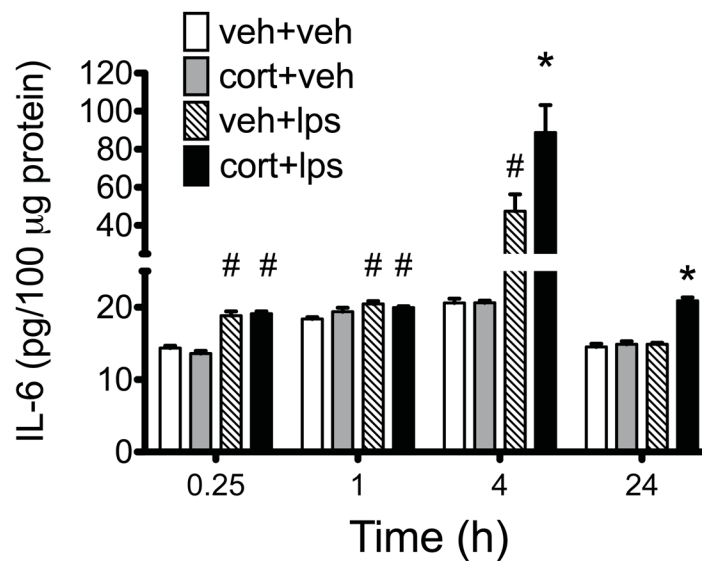 veh+veh
cort+veh
veh+lps
cort+lps
IL-6 (pg/100 μg protein)
120
100
80
60
40
20
10
0
# #
# #
#
*
*
0.25 1 4 24
Time (h)